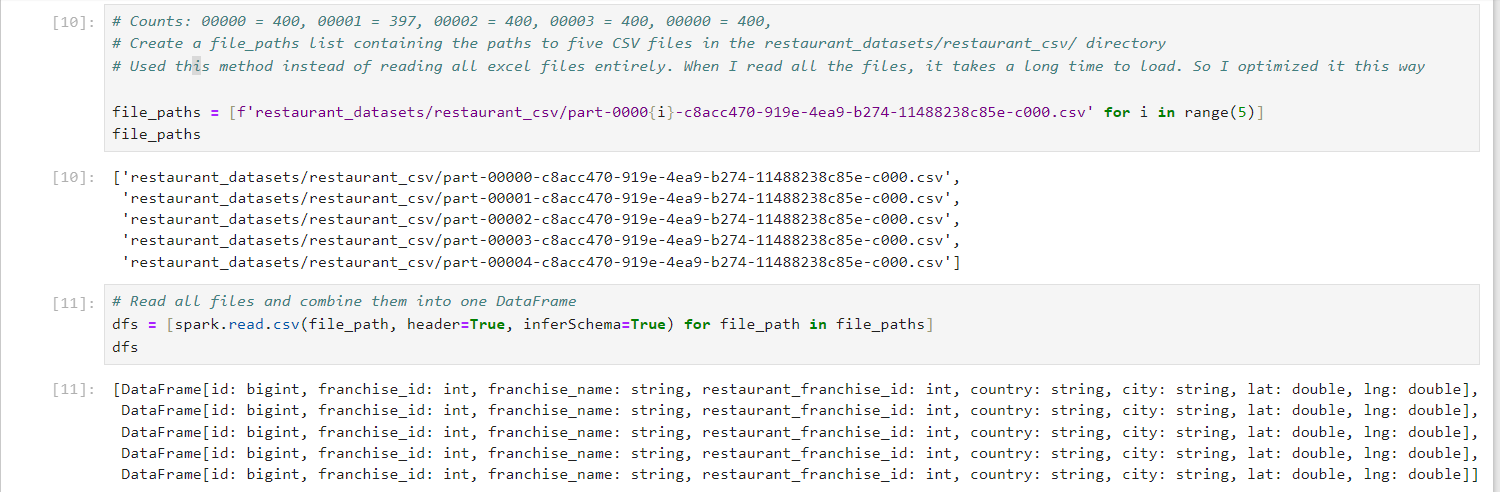 [10]: # Counts: 00000 = 400, 00001 = 397, 00002 = 400, 00003 = 400, 00000 = 400,
# Create a file_paths list containing the paths to five CSV files in the restaurant_datasets/restaurant_csv/ directory
# Used this method instead of reading all excel files entirely. When I read all the files, it takes a long time to load. So I optimized it this way
file_paths = [f'restaurant_datasets/restaurant_csv/part-0000{i}-c8acc470-919e-4ea9-b274-11488238c85e-c000.csv' for i in range(5)]
file_paths
[10]: ['restaurant_datasets/restaurant_csv/part-00000-c8acc470-919e-4ea9-b274-11488238c85e-c000.csv',
'restaurant_datasets/restaurant_csv/part-00001-c8acc470-919e-4ea9-b274-11488238c85e-c000.csv',
'restaurant_datasets/restaurant_csv/part-00002-c8acc470-919e-4ea9-b274-11488238c85e-c000.csv',
'restaurant_datasets/restaurant_csv/part-00003-c8acc470-919e-4ea9-b274-11488238c85e-c000.csv',
'restaurant_datasets/restaurant_csv/part-00004-c8acc470-919e-4ea9-b274-11488238c85e-c000.csv']
[11]: # Read all files and combine them into one DataFrame
dfs = [spark.read.csv(file_path, header=True, inferSchema=True) for file_path in file_paths]
dfs
[11]: [DataFrame[id: bigint, franchise_id: int, franchise_name: string, restaurant_franchise_id: int, country: string, city: string, lat: double, lng: double],
DataFrame[id: bigint, franchise_id: int, franchise_name: string, restaurant_franchise_id: int, country: string, city: string, lat: double, lng: double],
DataFrame[id: bigint, franchise_id: int, franchise_name: string, restaurant_franchise_id: int, country: string, city: string, lat: double, lng: double],
DataFrame[id: bigint, franchise_id: int, franchise_name: string, restaurant_franchise_id: int, country: string, city: string, lat: double, lng: double],
DataFrame[id: bigint, franchise_id: int, franchise_name: string, restaurant_franchise_id: int, country: string, city: string, lat: double, lng: double]]